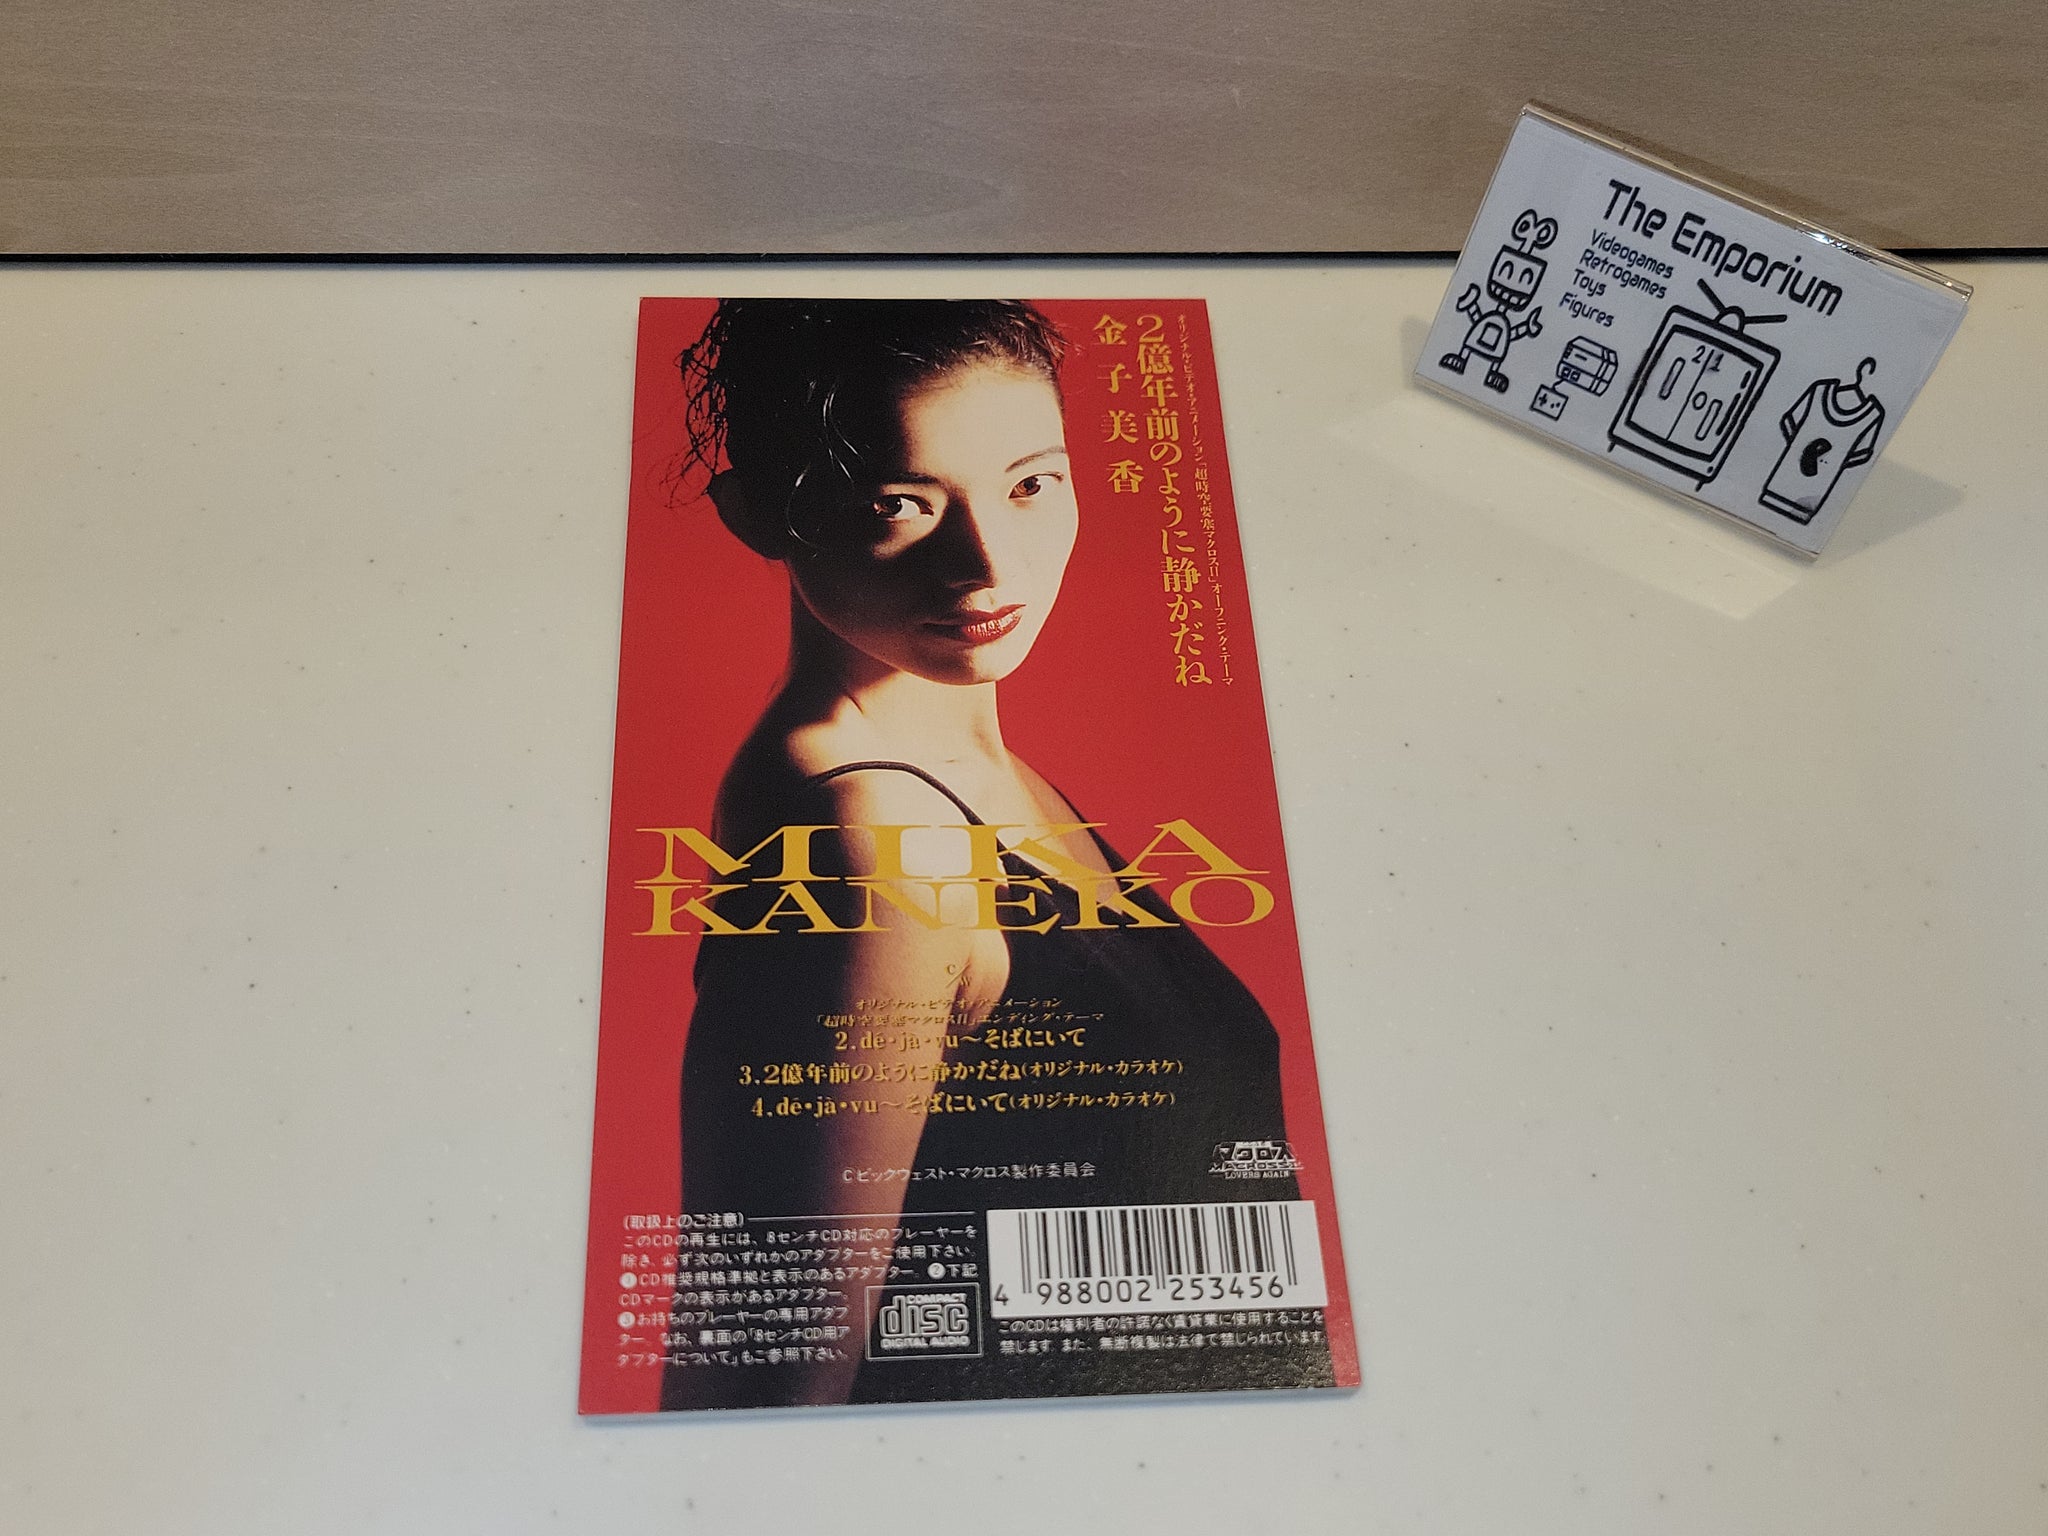 オリジナル・ビデオ・アニメーション「超時空要塞マクロスII」オープニング・テーマ
2億年前のように静かだね
金子美香
MIKA
KANEKO
c/w
オリジナル・ビデオ・アニメーション
「超時空要塞マクロスII」エンディング・テーマ
2.dé・jà・vu〜そばにいて
3.2億年前のように静かだね(オリジナル・カラオケ)
4.dé・jà・vu〜そばにいて(オリジナル・カラオケ)
Cビックウェスト・マクロス製作委員会
マクロス
MACROSS II
LOVERS AGAIN
(取扱上のご注意)
このCDの再生には、8センチCD対応のプレーヤーを
除き、必ず次のいずれかのアダプターをご使用下さい。
❶CD推奨規格準拠と表示のあるアダプター。❷下記
CDマークの表示があるアダプター。
❸お持ちのプレーヤーの専用アダプ
ター。なお、裏面の「8センチCD用ア
ダプターについて」もご参照下さい。
COMPACT
disc
DIGITAL AUDIO
4 988002 253456
このCDは権利者の許諾なく賃貸業に使用することを
禁じます。また、無断複製は法律で禁じられています。
The Emporium
Videogames
Retrogames
Toys
Figures
21